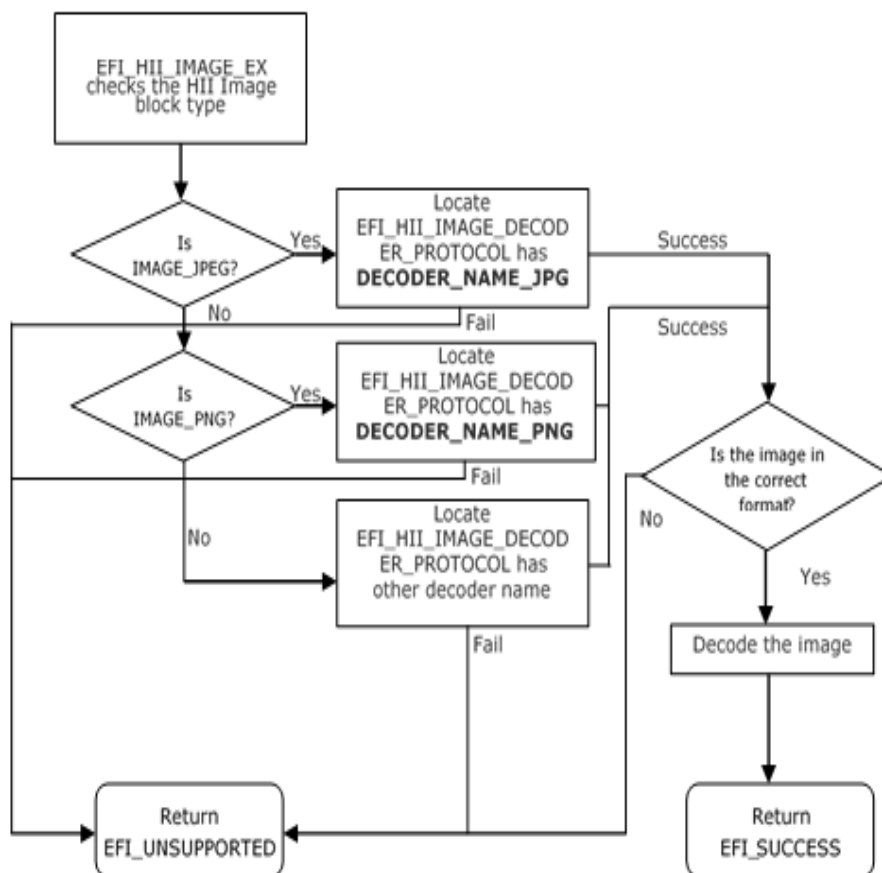 EFI_HII_IMAGE_EX
checks the HII Image
block type
Is
IMAGE_JPEG?
Yes
Locate
EFI_HII_IMAGE_DECOD
ER_PROTOCOL has
DECODER_NAME_JPG
Success
No
Fail
Success
Is
IMAGE_PNG?
Yes
Locate
EFI_HII_IMAGE_DECOD
ER_PROTOCOL has
DECODER_NAME_PNG
Fail
Is the image in
the correct
format?
No
No
Locate
EFI_HII_IMAGE_DECOD
ER_PROTOCOL has
other decoder name
Yes
Fail
Decode the image
Return
EFI_UNSUPPORTED
Return
EFI_SUCCESS